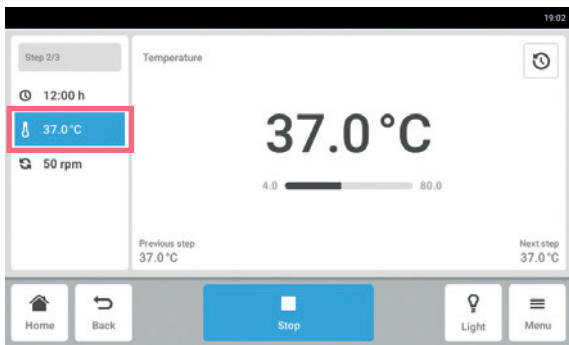 19:02
Step 2/3
12:00 h
37.0 °C
50 rpm
Temperature
37.0 °C
4.0
80.0
Previous step
37.0 °C
Next step
37.0 °C
Home
Back
Stop
Light
Menu